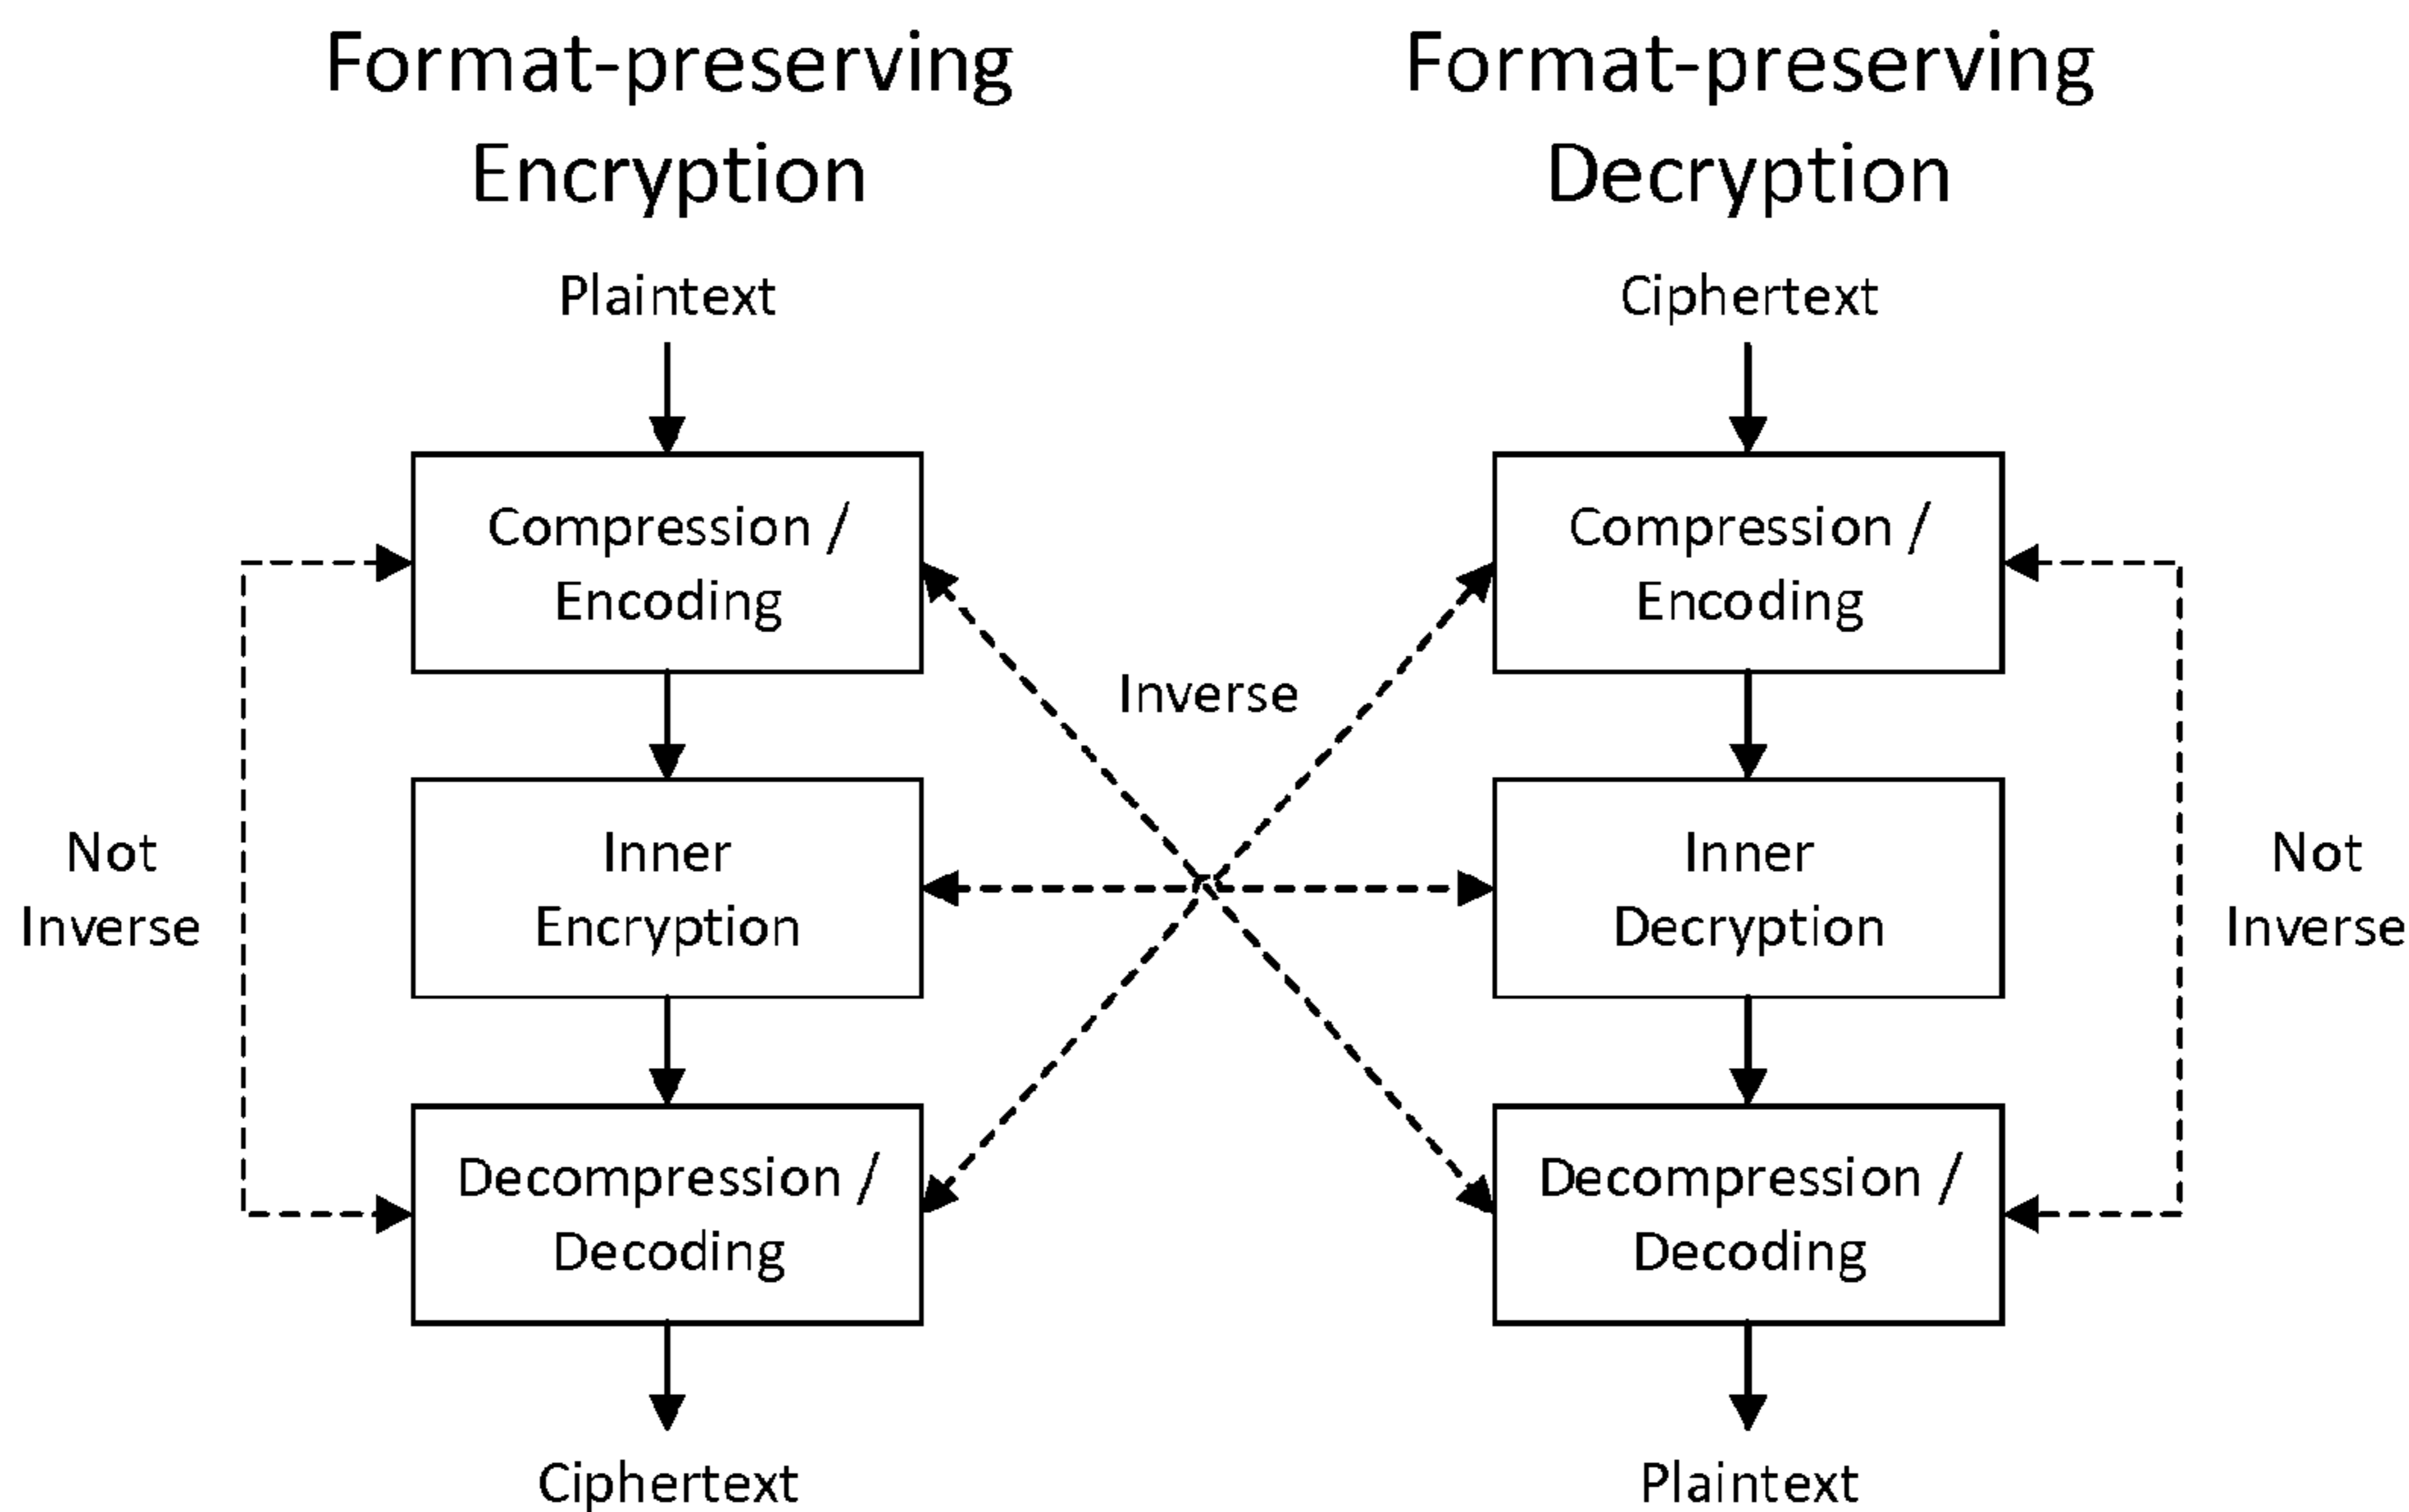 Format-preserving
Encryption
Format-preserving
Decryption
Plaintext
Ciphertext
Compression /
Encoding
Compression /
Encoding
Inverse
Not
Inverse
Inner
Encryption
Inner
Decryption
Not
Inverse
Decompression /
Decoding
Decompression /
Decoding
Ciphertext
Plaintext